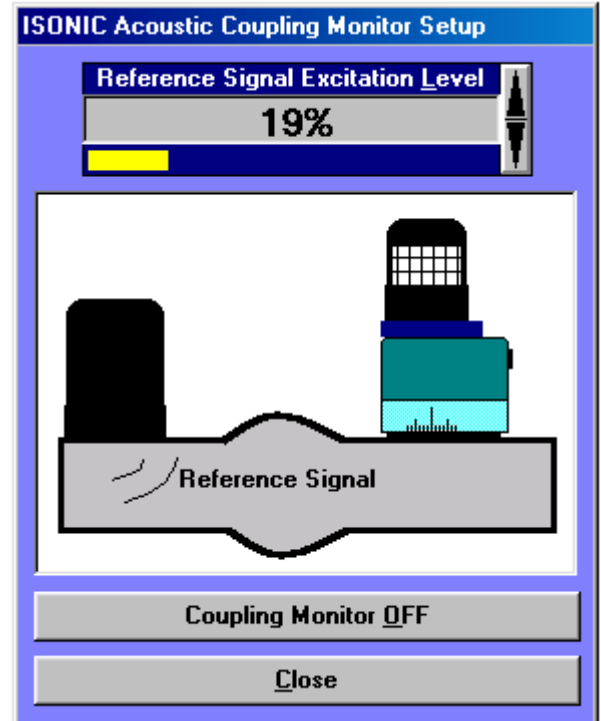 ISONIC Acoustic Coupling Monitor Setup
Reference Signal Excitation Level
19%
Reference Signal
Coupling Monitor OFF
Close